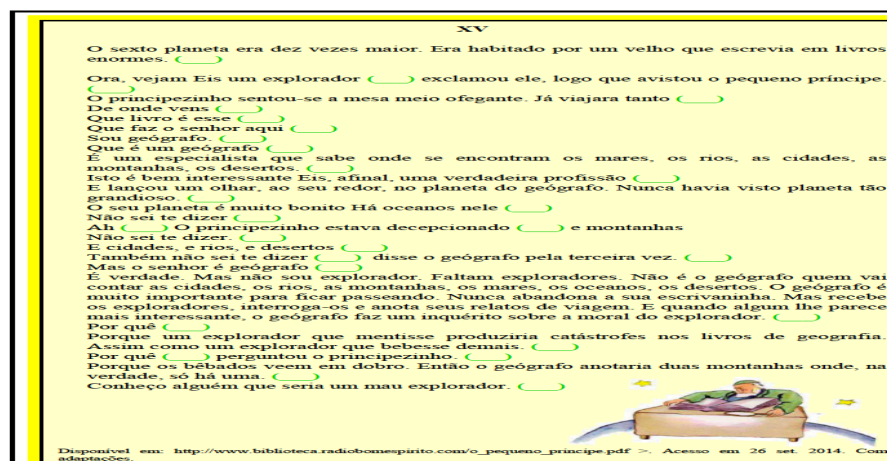 XV
O sexto planeta era dez vezes maior. Era habitado por um velho que escrevia em livros
enormes. (____)
Ora, vejam Eis um explorador (____) exclamou ele, logo que avistou o pequeno príncipe.
(____)
O principezinho sentou-se a mesa meio ofegante. Já viajara tanto (____)
De onde vens (____)
Que livro é esse (____)
Que faz o senhor aqui (____)
Sou geógrafo. (____)
Que é um geógrafo (____)
É um especialista que sabe onde se encontram os mares, os rios, as cidades, as
montanhas, os desertos. (____)
Isto é bem interessante Eis, afinal, uma verdadeira profissão (____)
E lançou um olhar, ao seu redor, no planeta do geógrafo. Nunca havia visto planeta tão
grandioso. (____)
O seu planeta é muito bonito Há oceanos nele (____)
Não sei te dizer (____)
Ah (____) O principezinho estava decepcionado (____) e montanhas
Não sei te dizer. (____)
E cidades, e rios, e desertos (____)
Também não sei te dizer (____) disse o geógrafo pela terceira vez. (____)
Mas o senhor é geógrafo (____)
É verdade. Mas não sou explorador. Faltam exploradores. Não é o geógrafo quem vai
contar as cidades, os rios, as montanhas, os mares, os oceanos, os desertos. O geógrafo é
muito importante para ficar passeando. Nunca abandona a sua escrivaninha. Mas recebe
os exploradores, interroga-os e anota seus relatos de viagem. E quando algum lhe parece
mais interessante, o geógrafo faz um inquérito sobre a moral do explorador. (____)
Por quê (____)
Porque um explorador que mentisse produziria catástrofes nos livros de geografia.
Assim como um explorador que bebesse demais. (____)
Por quê (____) perguntou o principezinho. (____)
Porque os bêbados veem em dobro. Então o geógrafo anotaria duas montanhas onde, na
verdade, só há uma. (____)
Conheço alguém que seria um mau explorador. (____)
Disponível em: http://www.biblioteca.radiobomespirito.com/o_pequeno_principe.pdf >. Acesso em 26 set. 2014. Com
adaptações.